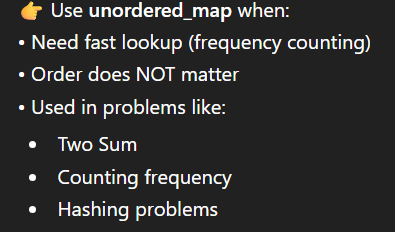 👉 Use unordered_map when:
• Need fast lookup (frequency counting)
• Order does NOT matter
• Used in problems like:
• Two Sum
• Counting frequency
• Hashing problems